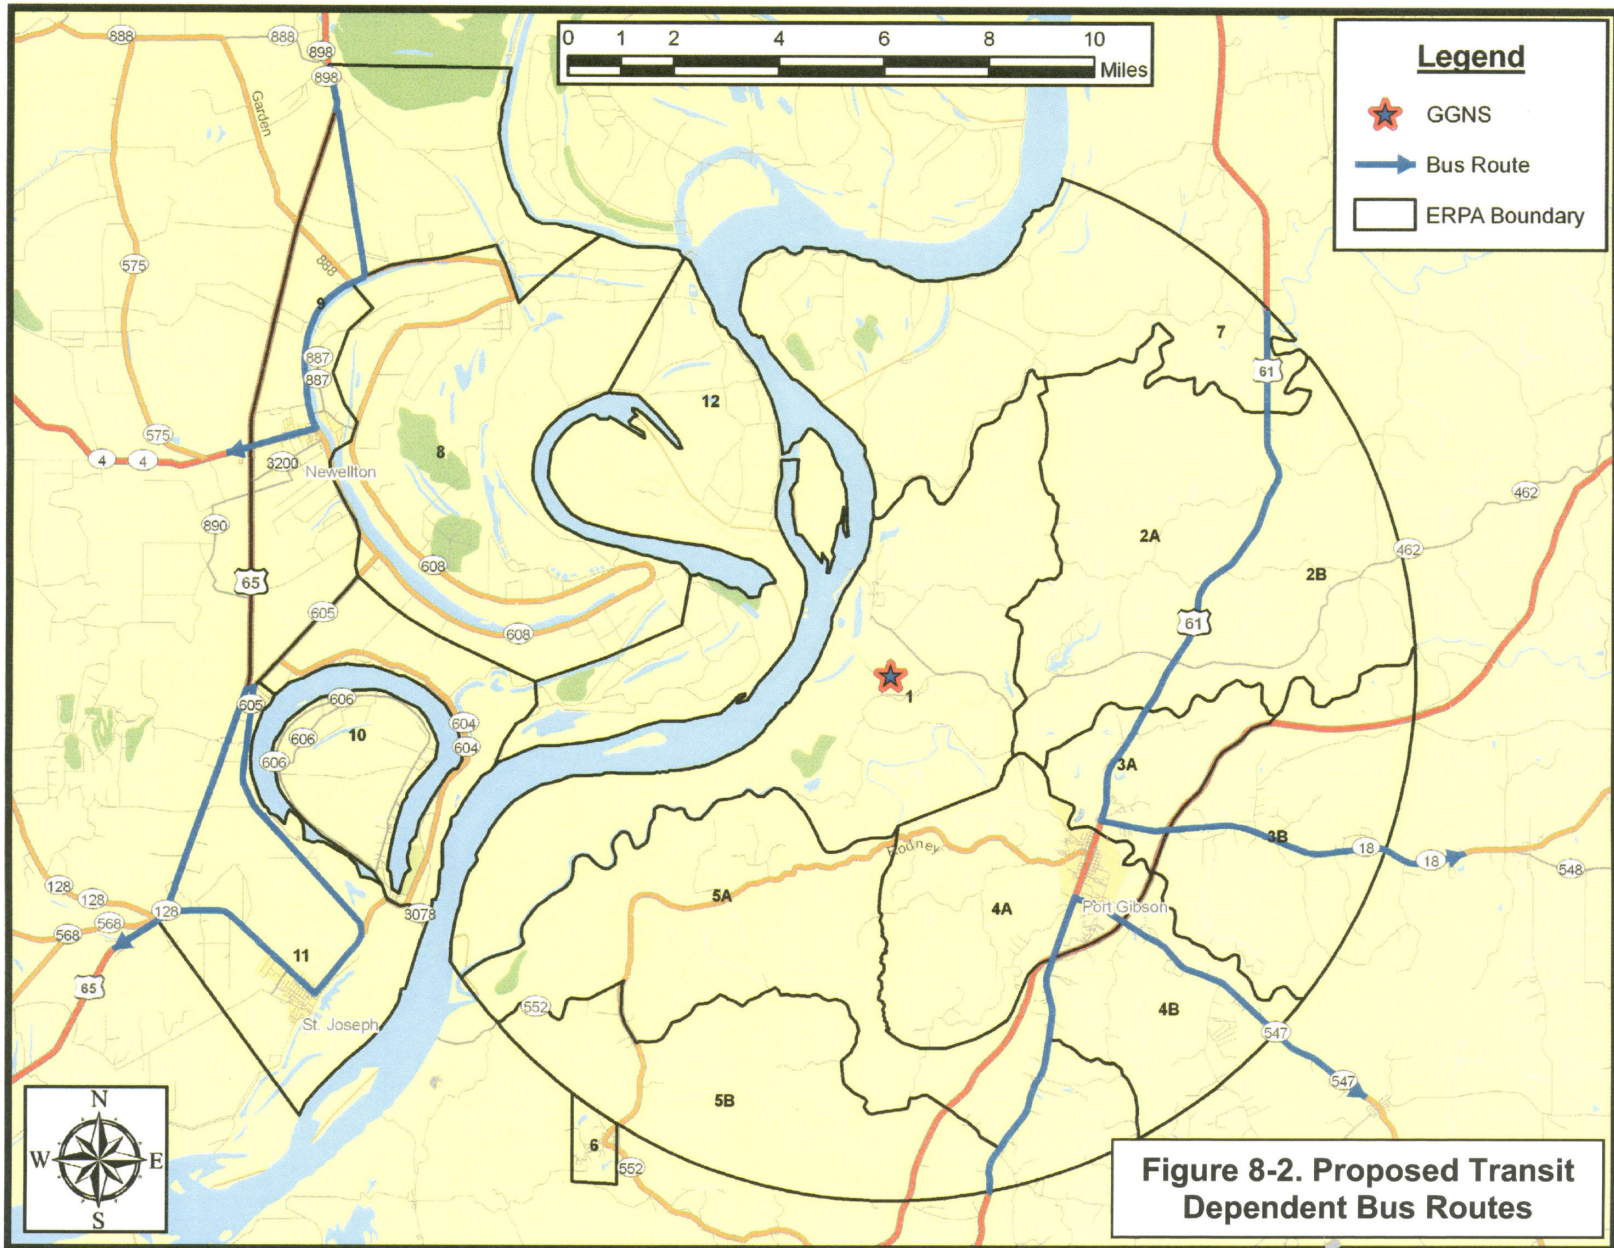 888
888
898
898
Garden
0 1 2 4 6 8 10
Miles
Legend
GGNS
Bus Route
ERPA Boundary
575
888
9
887
887
7
61
12
8
575
4
4
3200
Newellton
462
890
462
2A
2B
65
608
605
608
61
1
605
606
604
606
10
604
606
3A
3B
18
18
548
Rodney
128
128
128
568
568
3078
5A
4A
Port Gibson
11
65
552
St. Joseph
4B
547
547
5B
6
552
N
W
E
S
Figure 8-2. Proposed Transit
Dependent Bus Routes